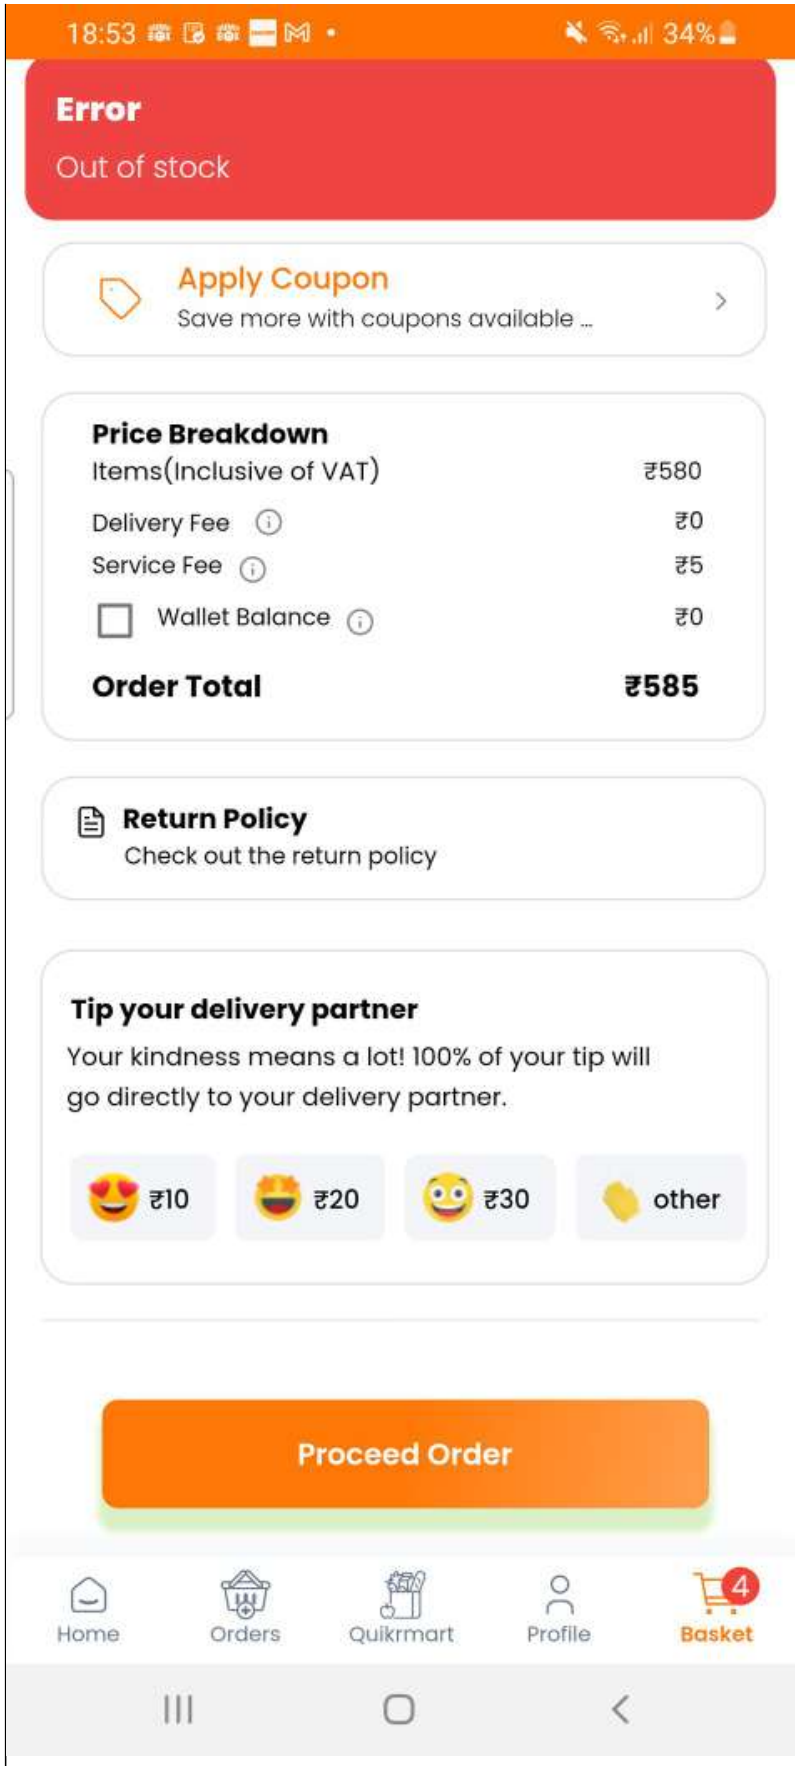 18:53 34%
Error
Out of stock
Apply Coupon
Save more with coupons available ...
Price Breakdown
Items(Inclusive of VAT) ₹580
Delivery Fee ₹0
Service Fee ₹5
Wallet Balance ₹0
Order Total ₹585
Return Policy
Check out the return policy
Tip your delivery partner
Your kindness means a lot! 100% of your tip will
go directly to your delivery partner.
₹10 ₹20 ₹30 other
Proceed Order
4
Home Orders Quikrmart Profile Basket